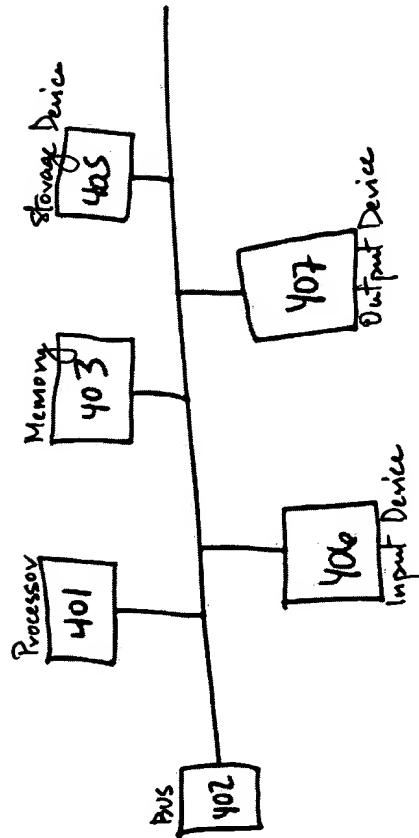 Processor
401
Memory
403
Storage Device
405
BUS
402
406
Input Device
407
Output Device